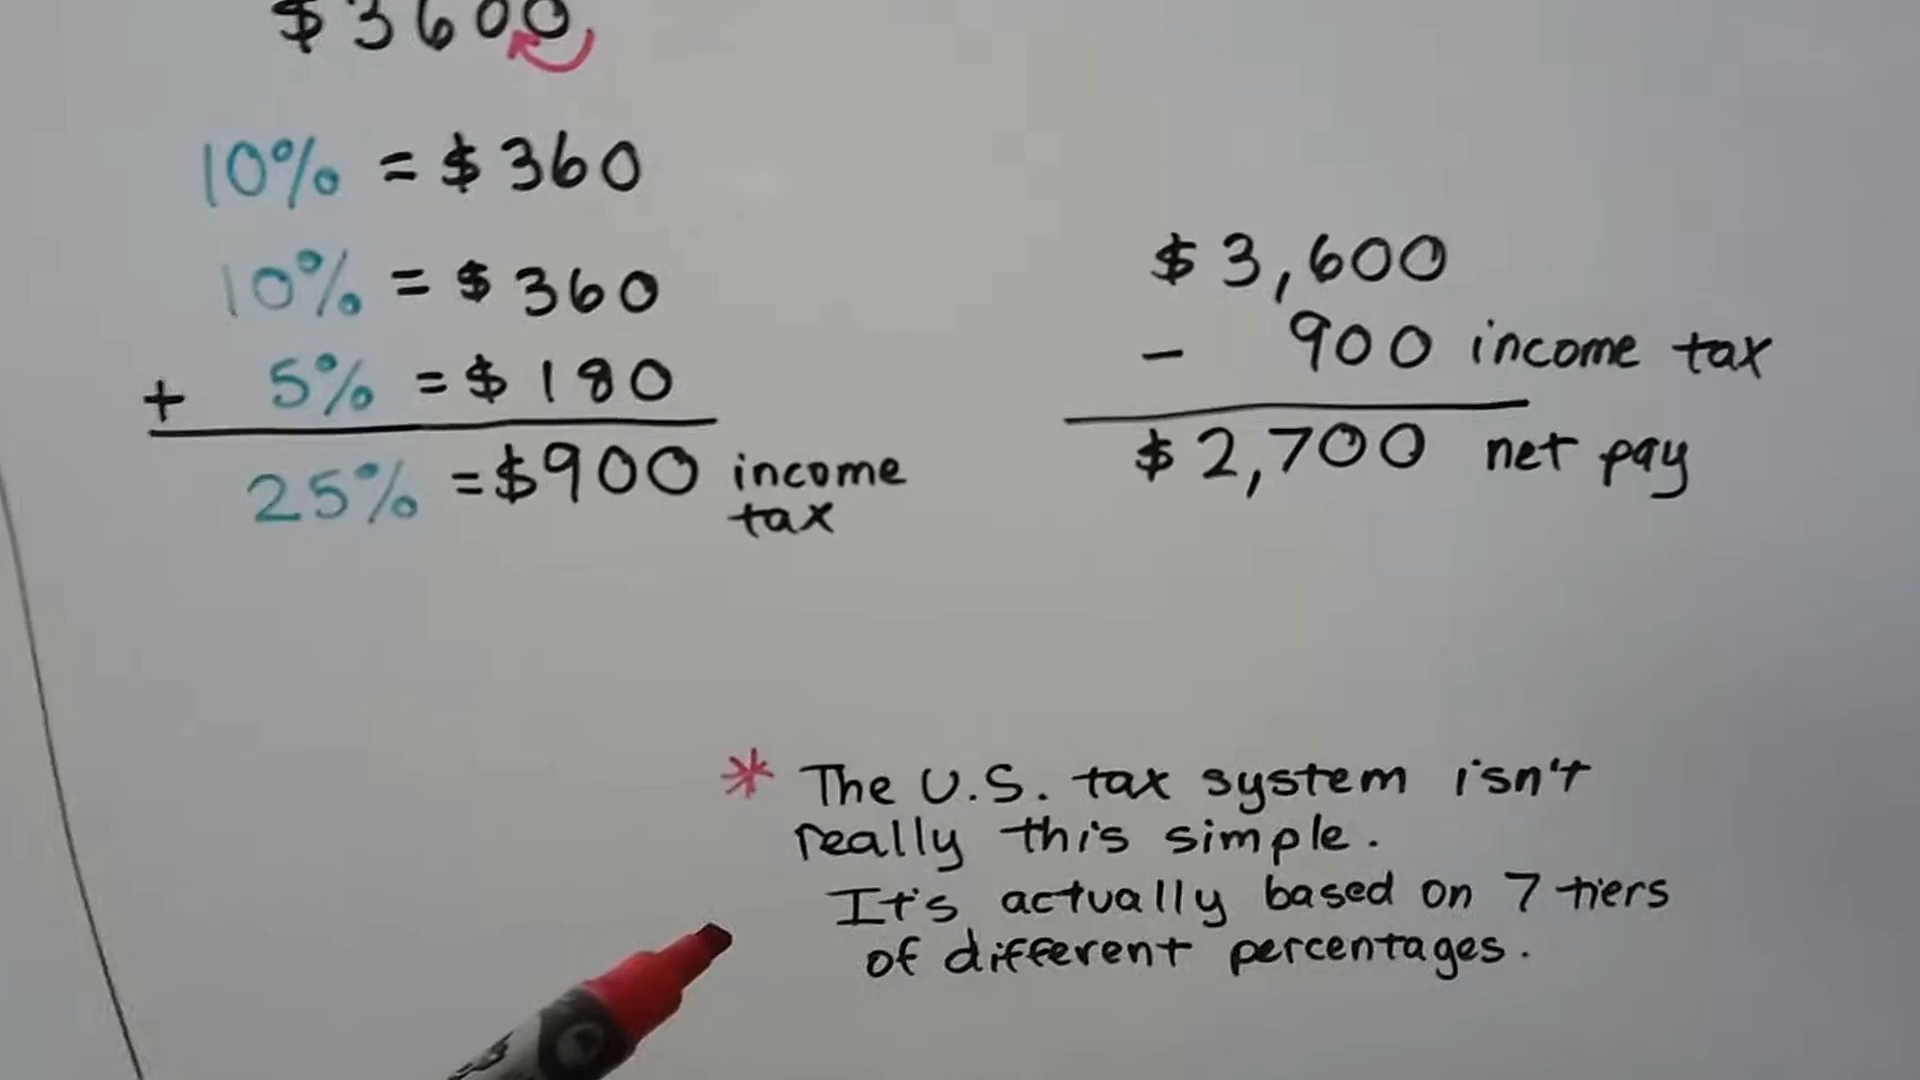 $3600
10% = $360
10% = $360
+ 5% = $180
25% = $900 income
tax
$3,600
- 900 income tax
$2,700 net pay
* The U.S. tax system isn't
really this simple.
It's actually based on 7 tiers
of different percentages.